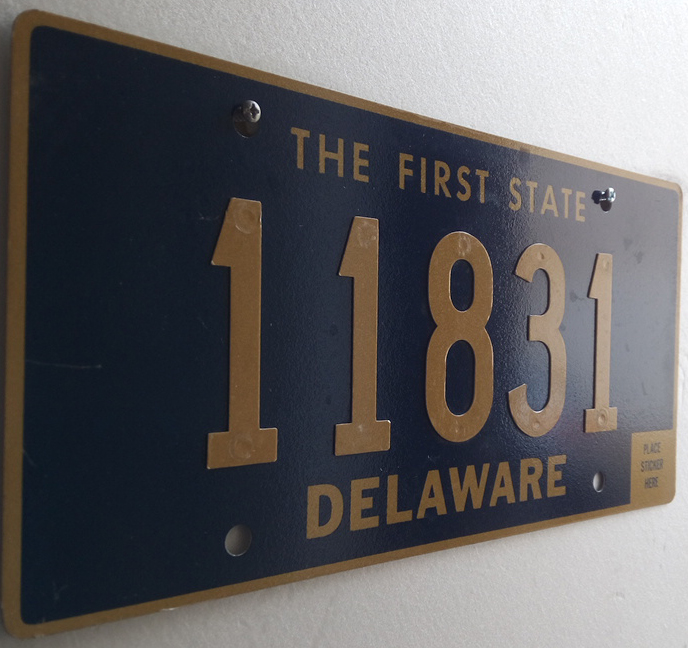 THE FIRST STATE
11831
DELAWARE
PLACE
STICKER
HERE